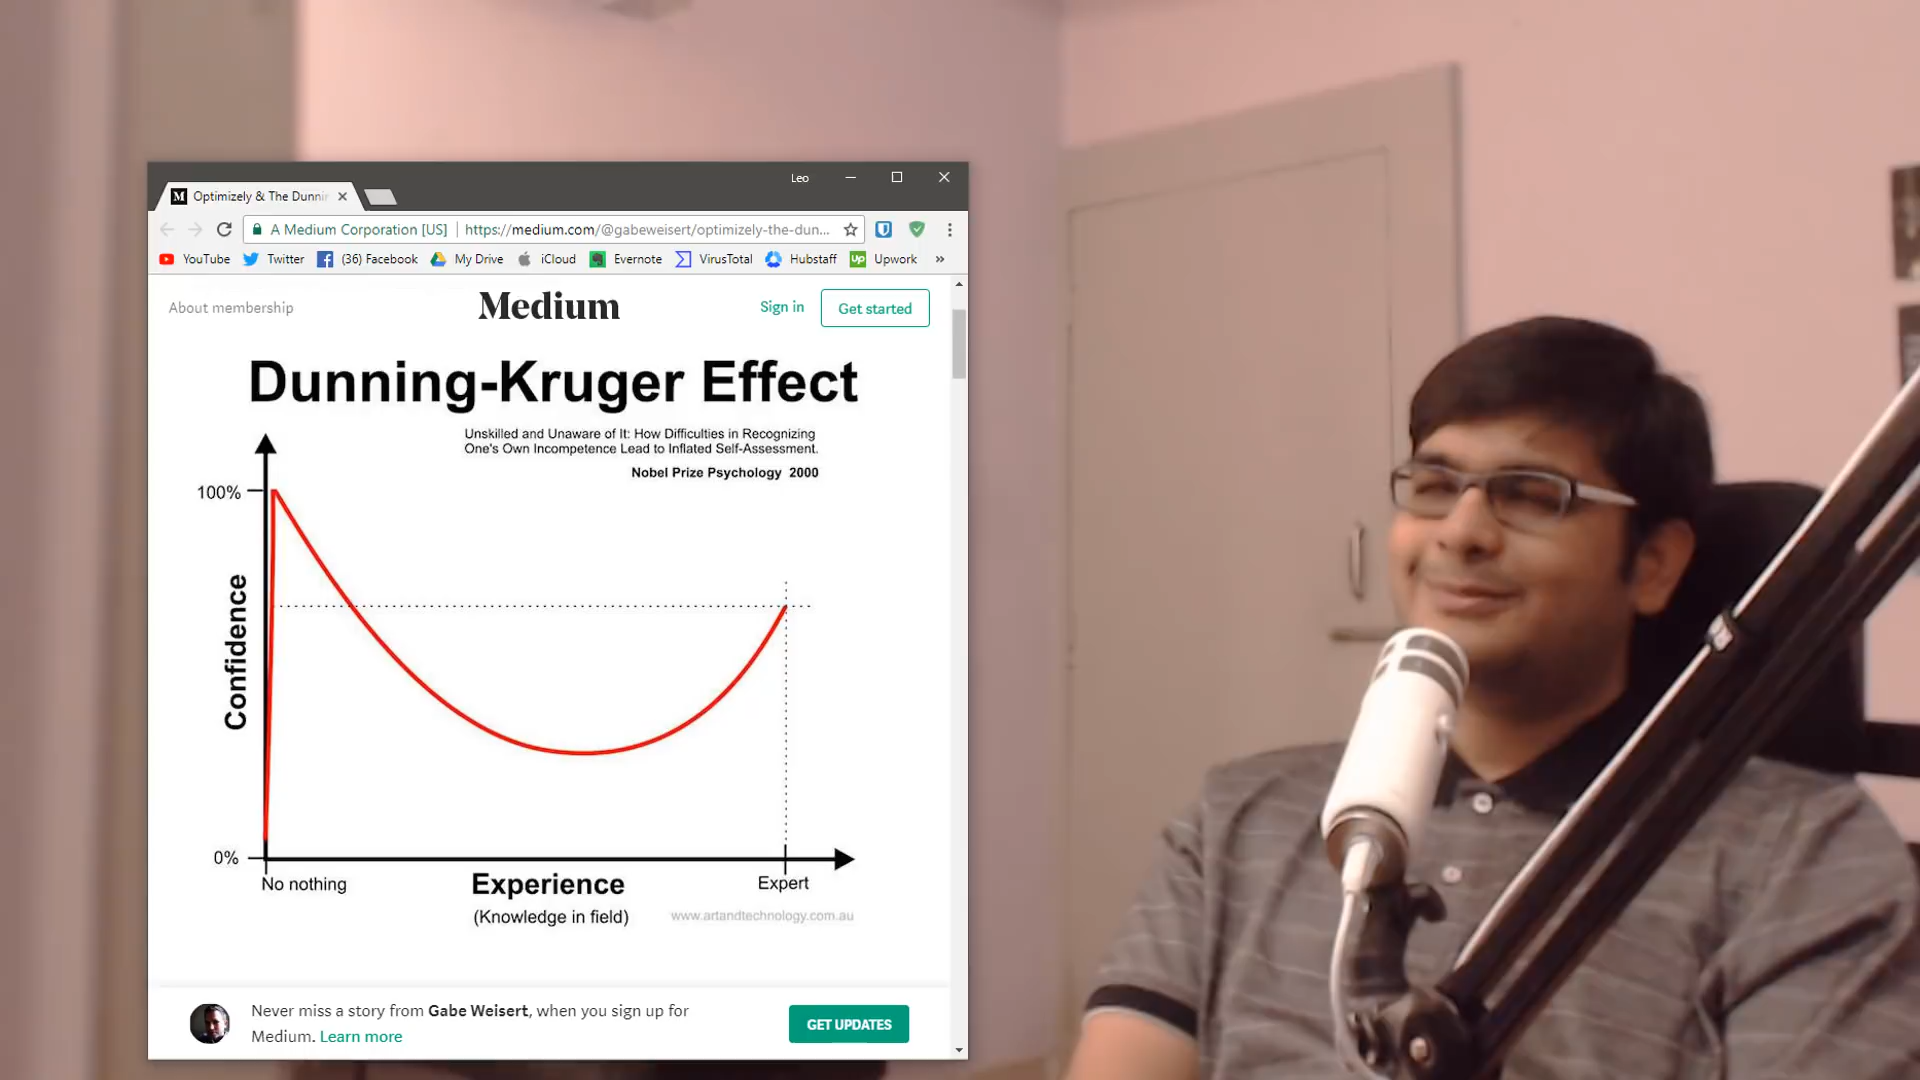 Leo
Optimizely & The Dunnin
A Medium Corporation [US] https://medium.com/@gabeweisert/optimizely-the-dun...
YouTube Twitter (36) Facebook My Drive iCloud Evernote VirusTotal Hubstaff Up Upwork »
About membership Medium Sign in Get started
Dunning-Kruger Effect
Unskilled and Unaware of It: How Difficulties in Recognizing
One's Own Incompetence Lead to Inflated Self-Assessment.
Nobel Prize Psychology 2000
100%
Confidence
0%
No nothing Experience Expert
(Knowledge in field) www.artandtechnology.com.au
Never miss a story from Gabe Weisert, when you sign up for
Medium. Learn more
GET UPDATES